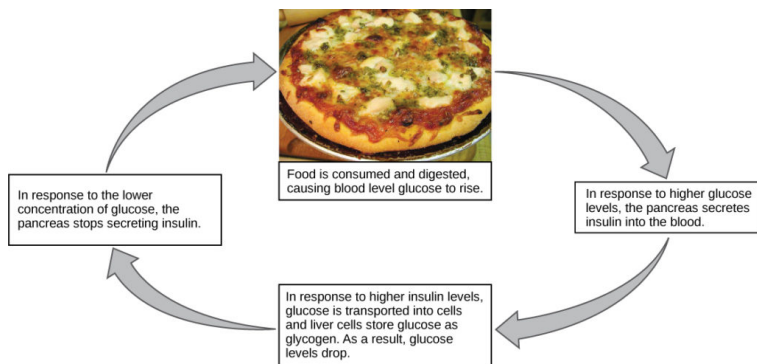 Food is consumed and digested,
causing blood level glucose to rise.
In response to higher glucose
levels, the pancreas secretes
insulin into the blood.
In response to higher insulin levels,
glucose is transported into cells
and liver cells store glucose as
glycogen. As a result, glucose
levels drop.
In response to the lower
concentration of glucose, the
pancreas stops secreting insulin.